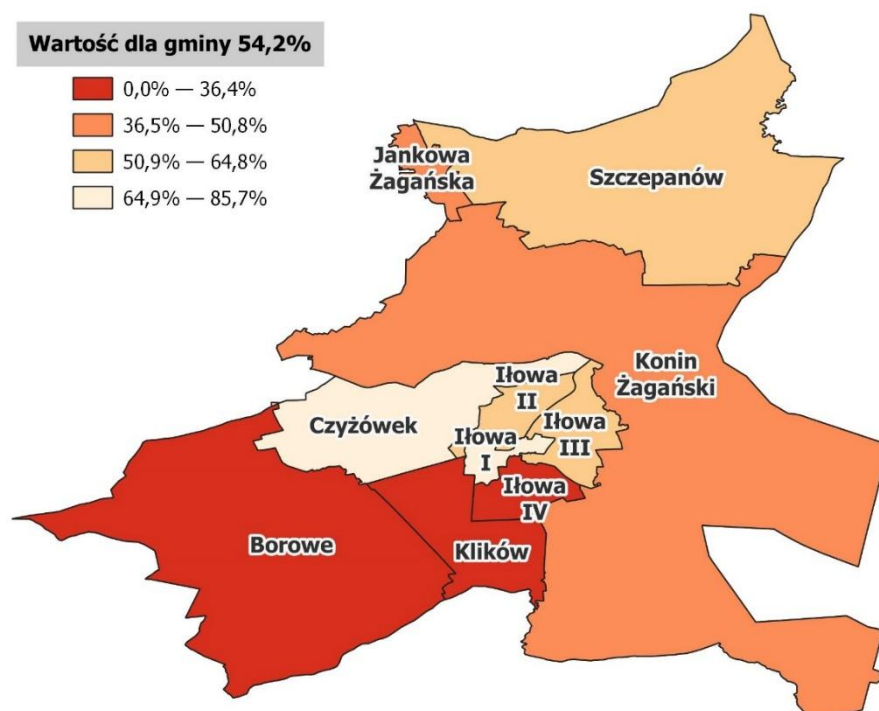 Wartość dla gminy 54,2%
0,0% — 36,4%
36,5% — 50,8%
50,9% — 64,8%
64,9% — 85,7%
Jankowa
Żagańska
Szczepanów
Konin
Żagański
Iłowa
II
Iłowa
III
Czyżówek
Iłowa
I
Iłowa
IV
Borowe
Klików